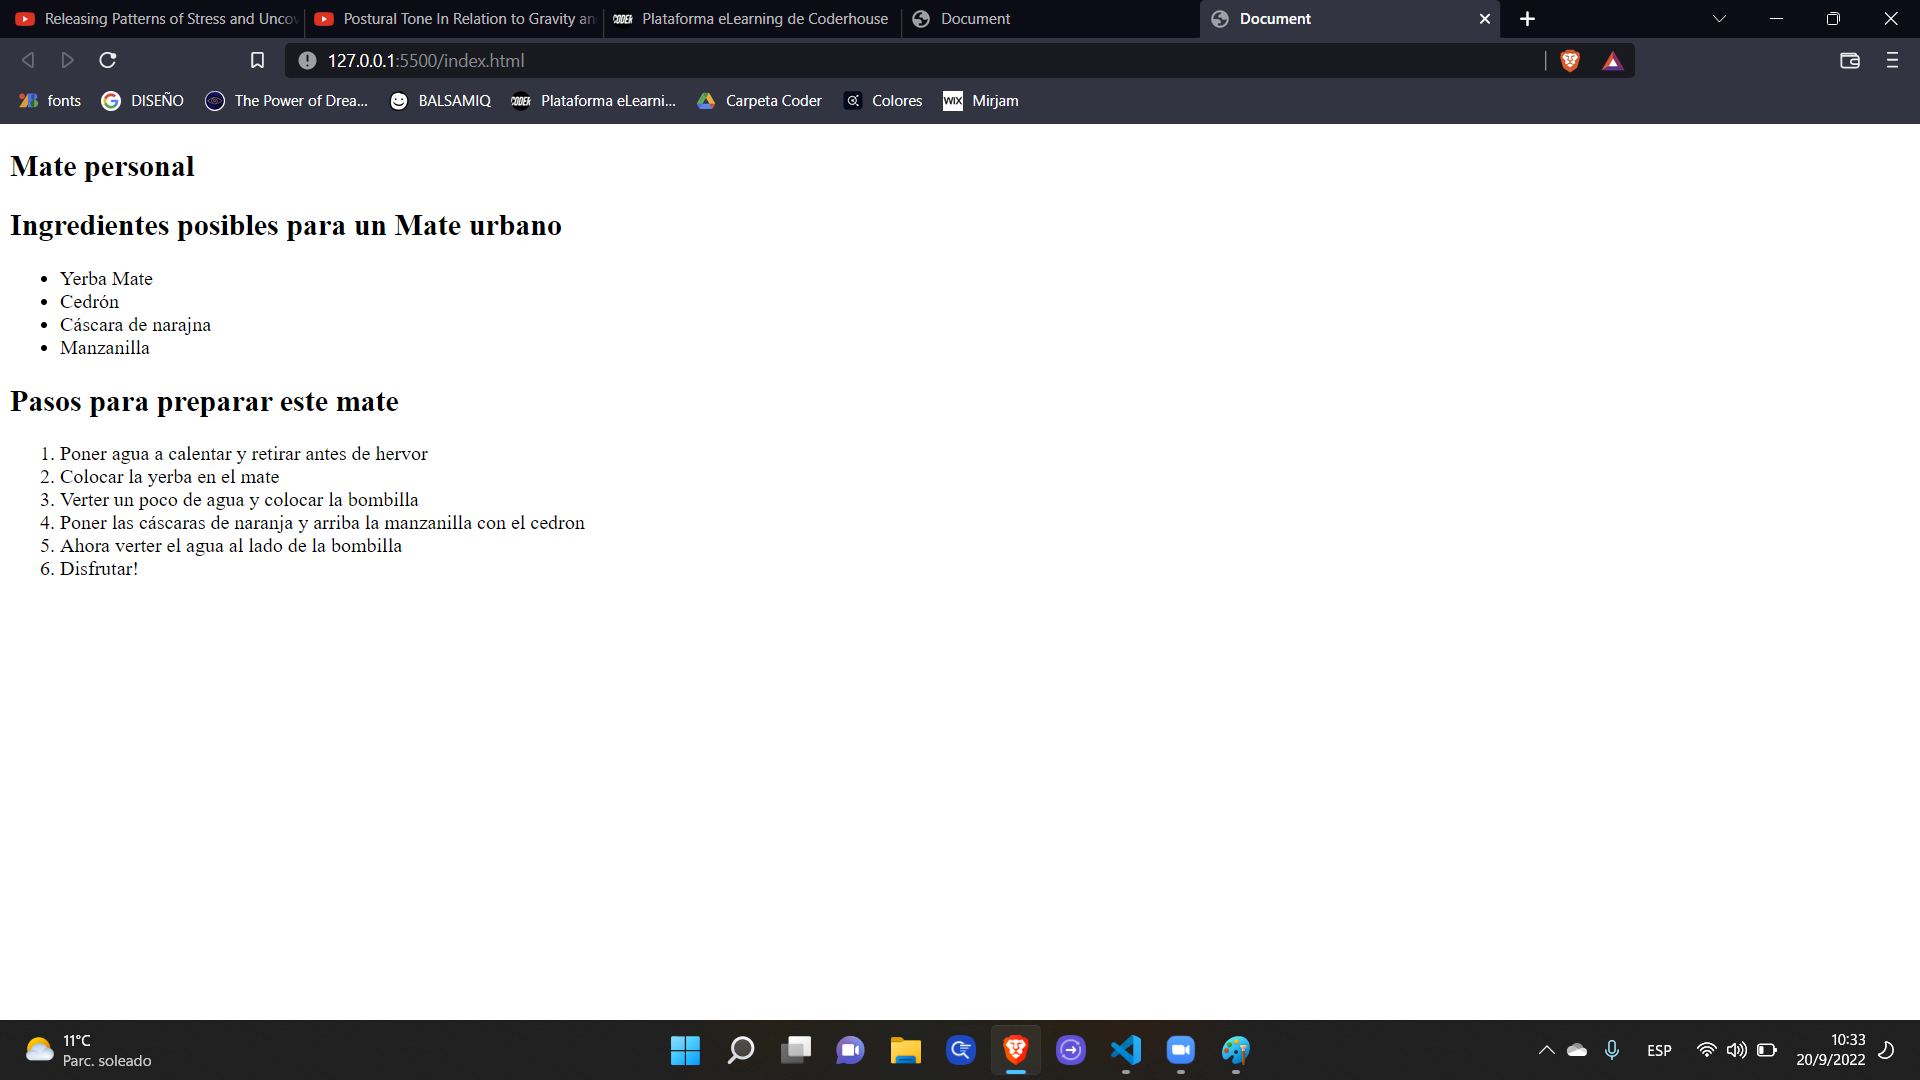 Releasing Patterns of Stress and Unco
Postural Tone In Relation to Gravity an
CODER Plataforma eLearning de Coderhouse
Document
Document
127.0.0.1:5500/index.html
fonts
DISEÑO
The Power of Drea...
BALSAMIQ
CODER Plataforma eLearni...
Carpeta Coder
Colores
WIX Mirjam
Mate personal
Ingredientes posibles para un Mate urbano
Yerba Mate
Cedrón
Cáscara de narajna
Manzanilla
Pasos para preparar este mate
1. Poner agua a calentar y retirar antes de hervor
2. Colocar la yerba en el mate
3. Verter un poco de agua y colocar la bombilla
4. Poner las cáscaras de naranja y arriba la manzanilla con el cedron
5. Ahora verter el agua al lado de la bombilla
6. Disfrutar!
11°C
Parc. soleado
ESP
10:33
20/9/2022